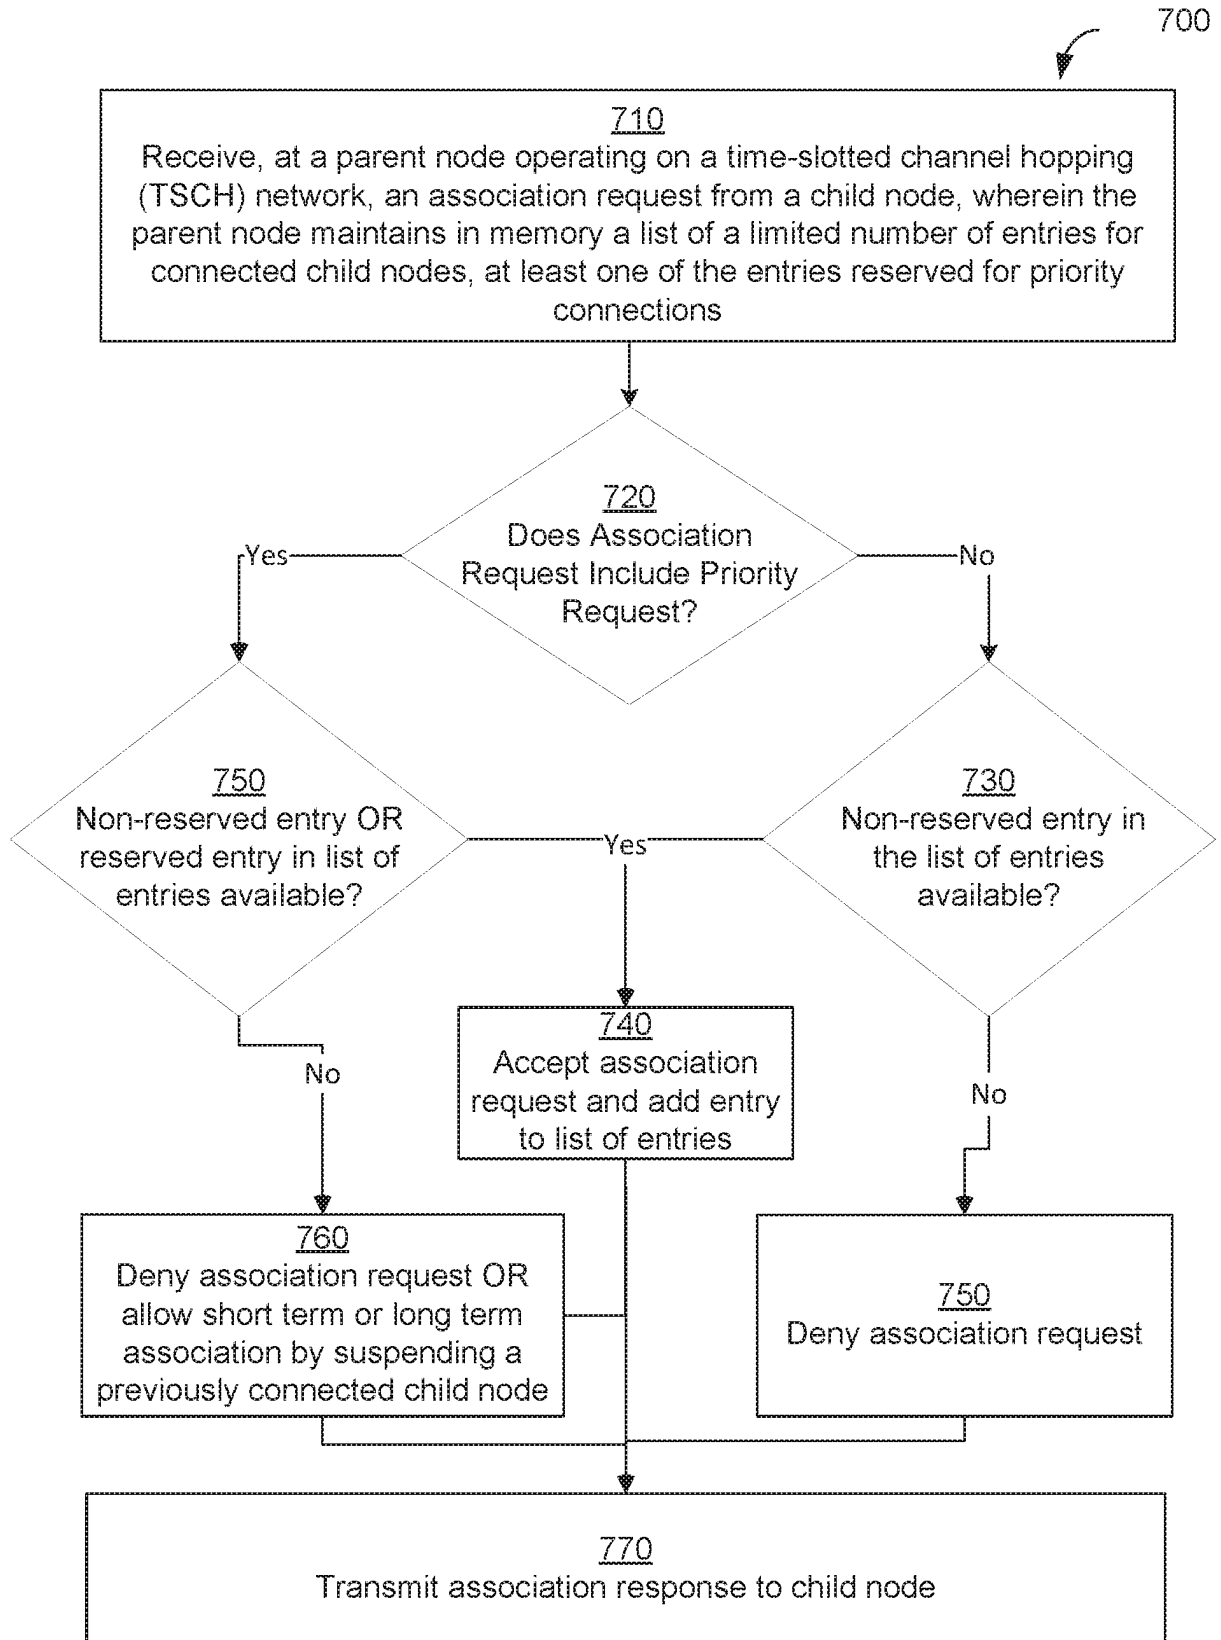 700
710
Receive, at a parent node operating on a time-slotted channel hopping
(TSCH) network, an association request from a child node, wherein the
parent node maintains in memory a list of a limited number of entries for
connected child nodes, at least one of the entries reserved for priority
connections
720
Does Association
Request Include Priority
Request?
Yes
No
750
Non-reserved entry OR
reserved entry in list of
entries available?
Yes
730
Non-reserved entry in
the list of entries
available?
740
Accept association
request and add entry
to list of entries
No
No
760
Deny association request OR
allow short term or long term
association by suspending a
previously connected child node
750
Deny association request
770
Transmit association response to child node